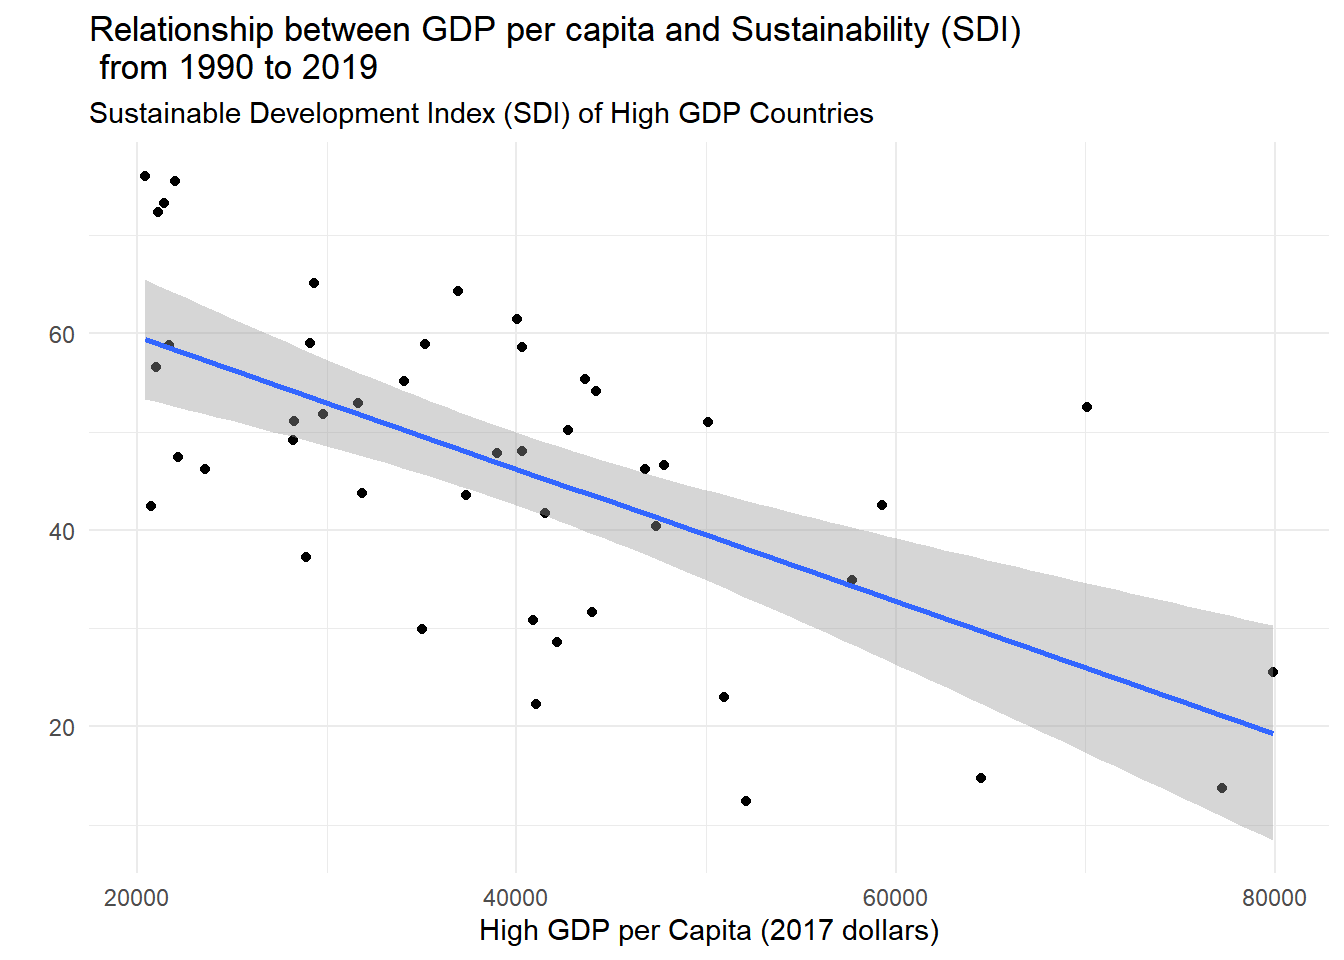 Relationship between GDP per capita and Sustainability (SDI)
from 1990 to 2019
Sustainable Development Index (SDI) of High GDP Countries
60
40
20
20000
40000
60000
80000
High GDP per Capita (2017 dollars)